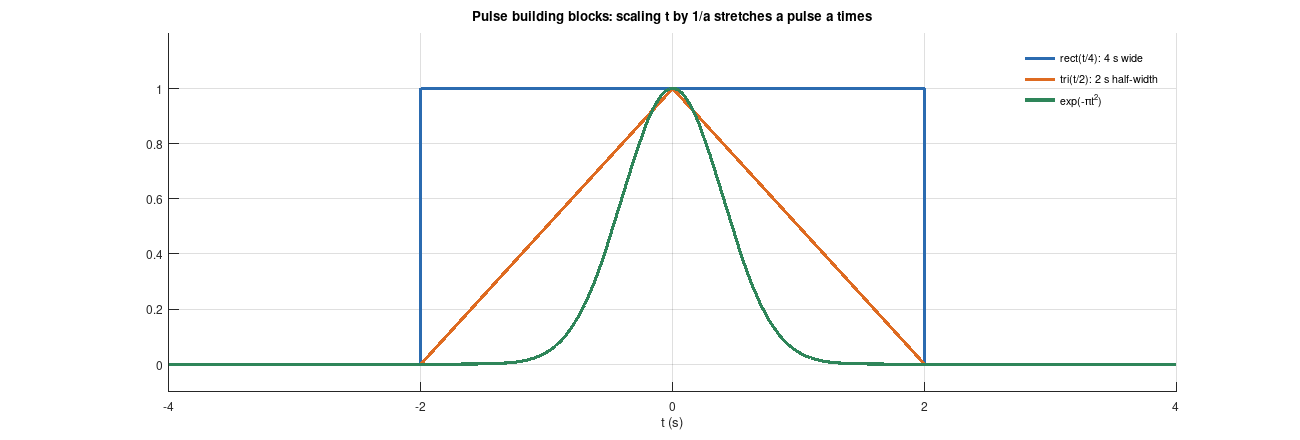 Pulse building blocks: scaling t by 1/a stretches a pulse a times
rect(t/4): 4 s wide
tri(t/2): 2 s half-width
exp(-πt²)
1
0.8
0.6
0.4
0.2
0
-4 -2 0 2 4
t (s)